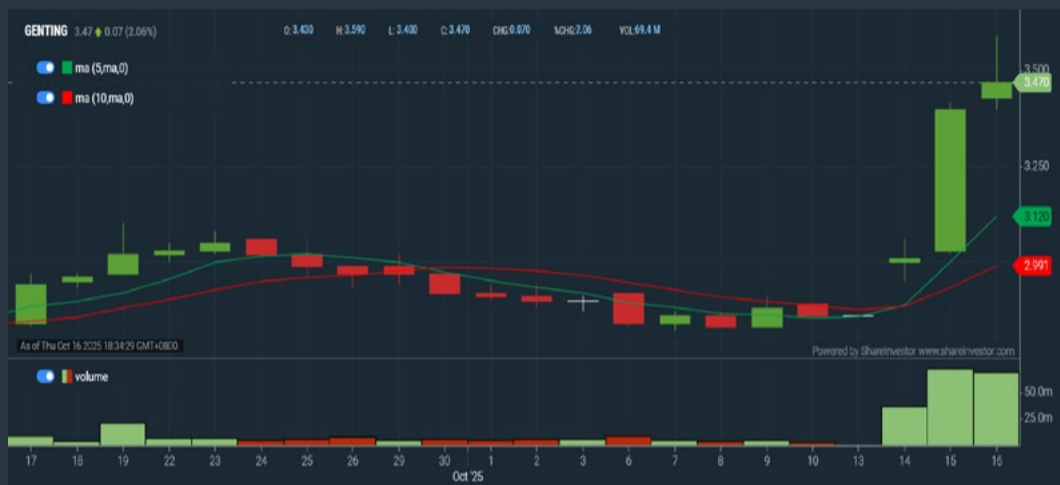 GENTING 3.47 0.07 (2.06%) O: 3.430 H: 3.590 L: 3.400 C: 3.470 CHG:0.070 %CHG:2.06 VOL:69.4 M
ma (5,ma,0)
ma (10,ma,0)
3.500
3.470
3.250
3.120
2.991
As of Thu Oct 16 2025 18:34:29 GMT+0800
Powered by ShareInvestor www.shareinvestor.com
volume
50.0m
25.0m
17 18 19 22 23 24 25 26 29 30 1 2 3 6 7 8 9 10 13 14 15 16
Oct '25